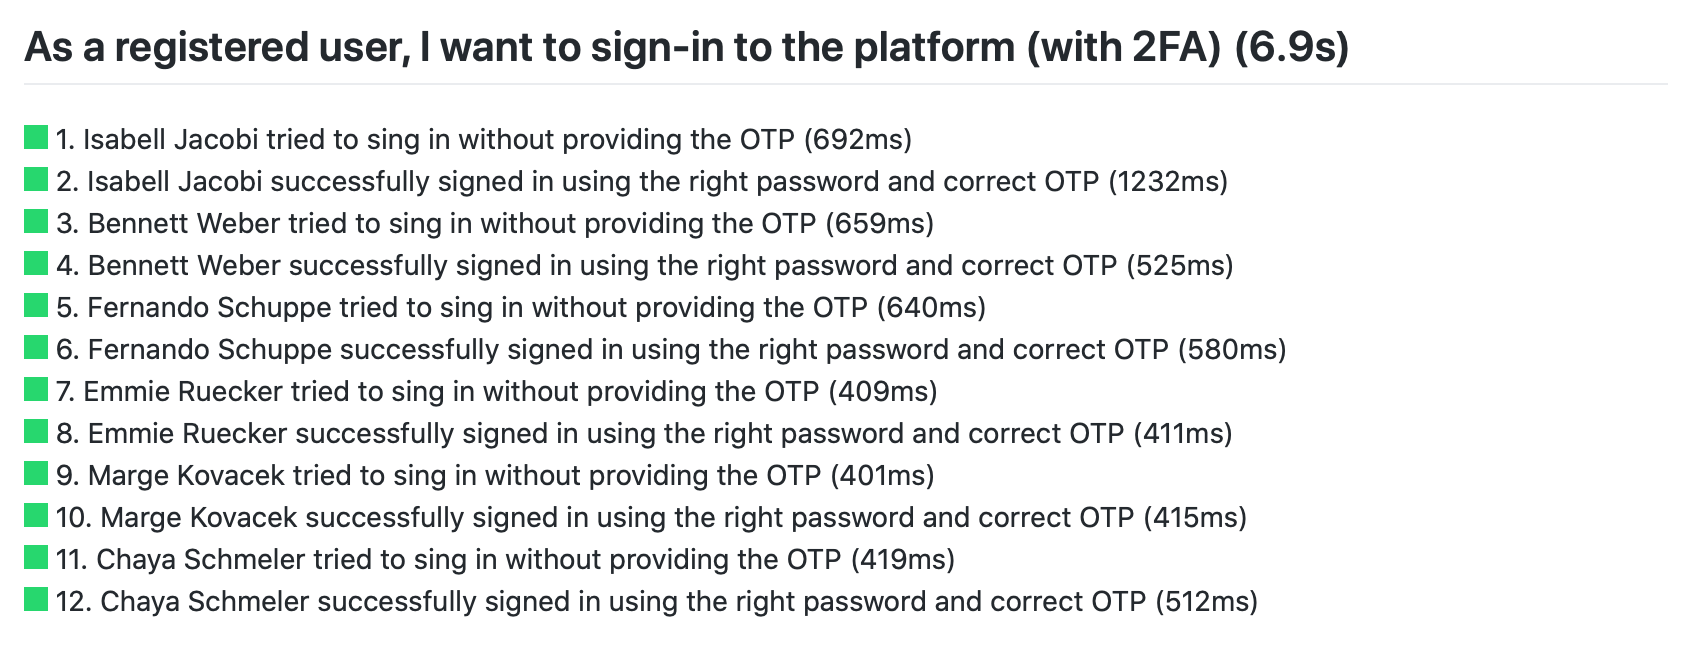 As a registered user, I want to sign-in to the platform (with 2FA) (6.9s)
1. Isabell Jacobi tried to sing in without providing the OTP (692ms)
2. Isabell Jacobi successfully signed in using the right password and correct OTP (1232ms)
3. Bennett Weber tried to sing in without providing the OTP (659ms)
4. Bennett Weber successfully signed in using the right password and correct OTP (525ms)
5. Fernando Schuppe tried to sing in without providing the OTP (640ms)
6. Fernando Schuppe successfully signed in using the right password and correct OTP (580ms)
7. Emmie Ruecker tried to sing in without providing the OTP (409ms)
8. Emmie Ruecker successfully signed in using the right password and correct OTP (411ms)
9. Marge Kovacek tried to sing in without providing the OTP (401ms)
10. Marge Kovacek successfully signed in using the right password and correct OTP (415ms)
11. Chaya Schmeler tried to sing in without providing the OTP (419ms)
12. Chaya Schmeler successfully signed in using the right password and correct OTP (512ms)